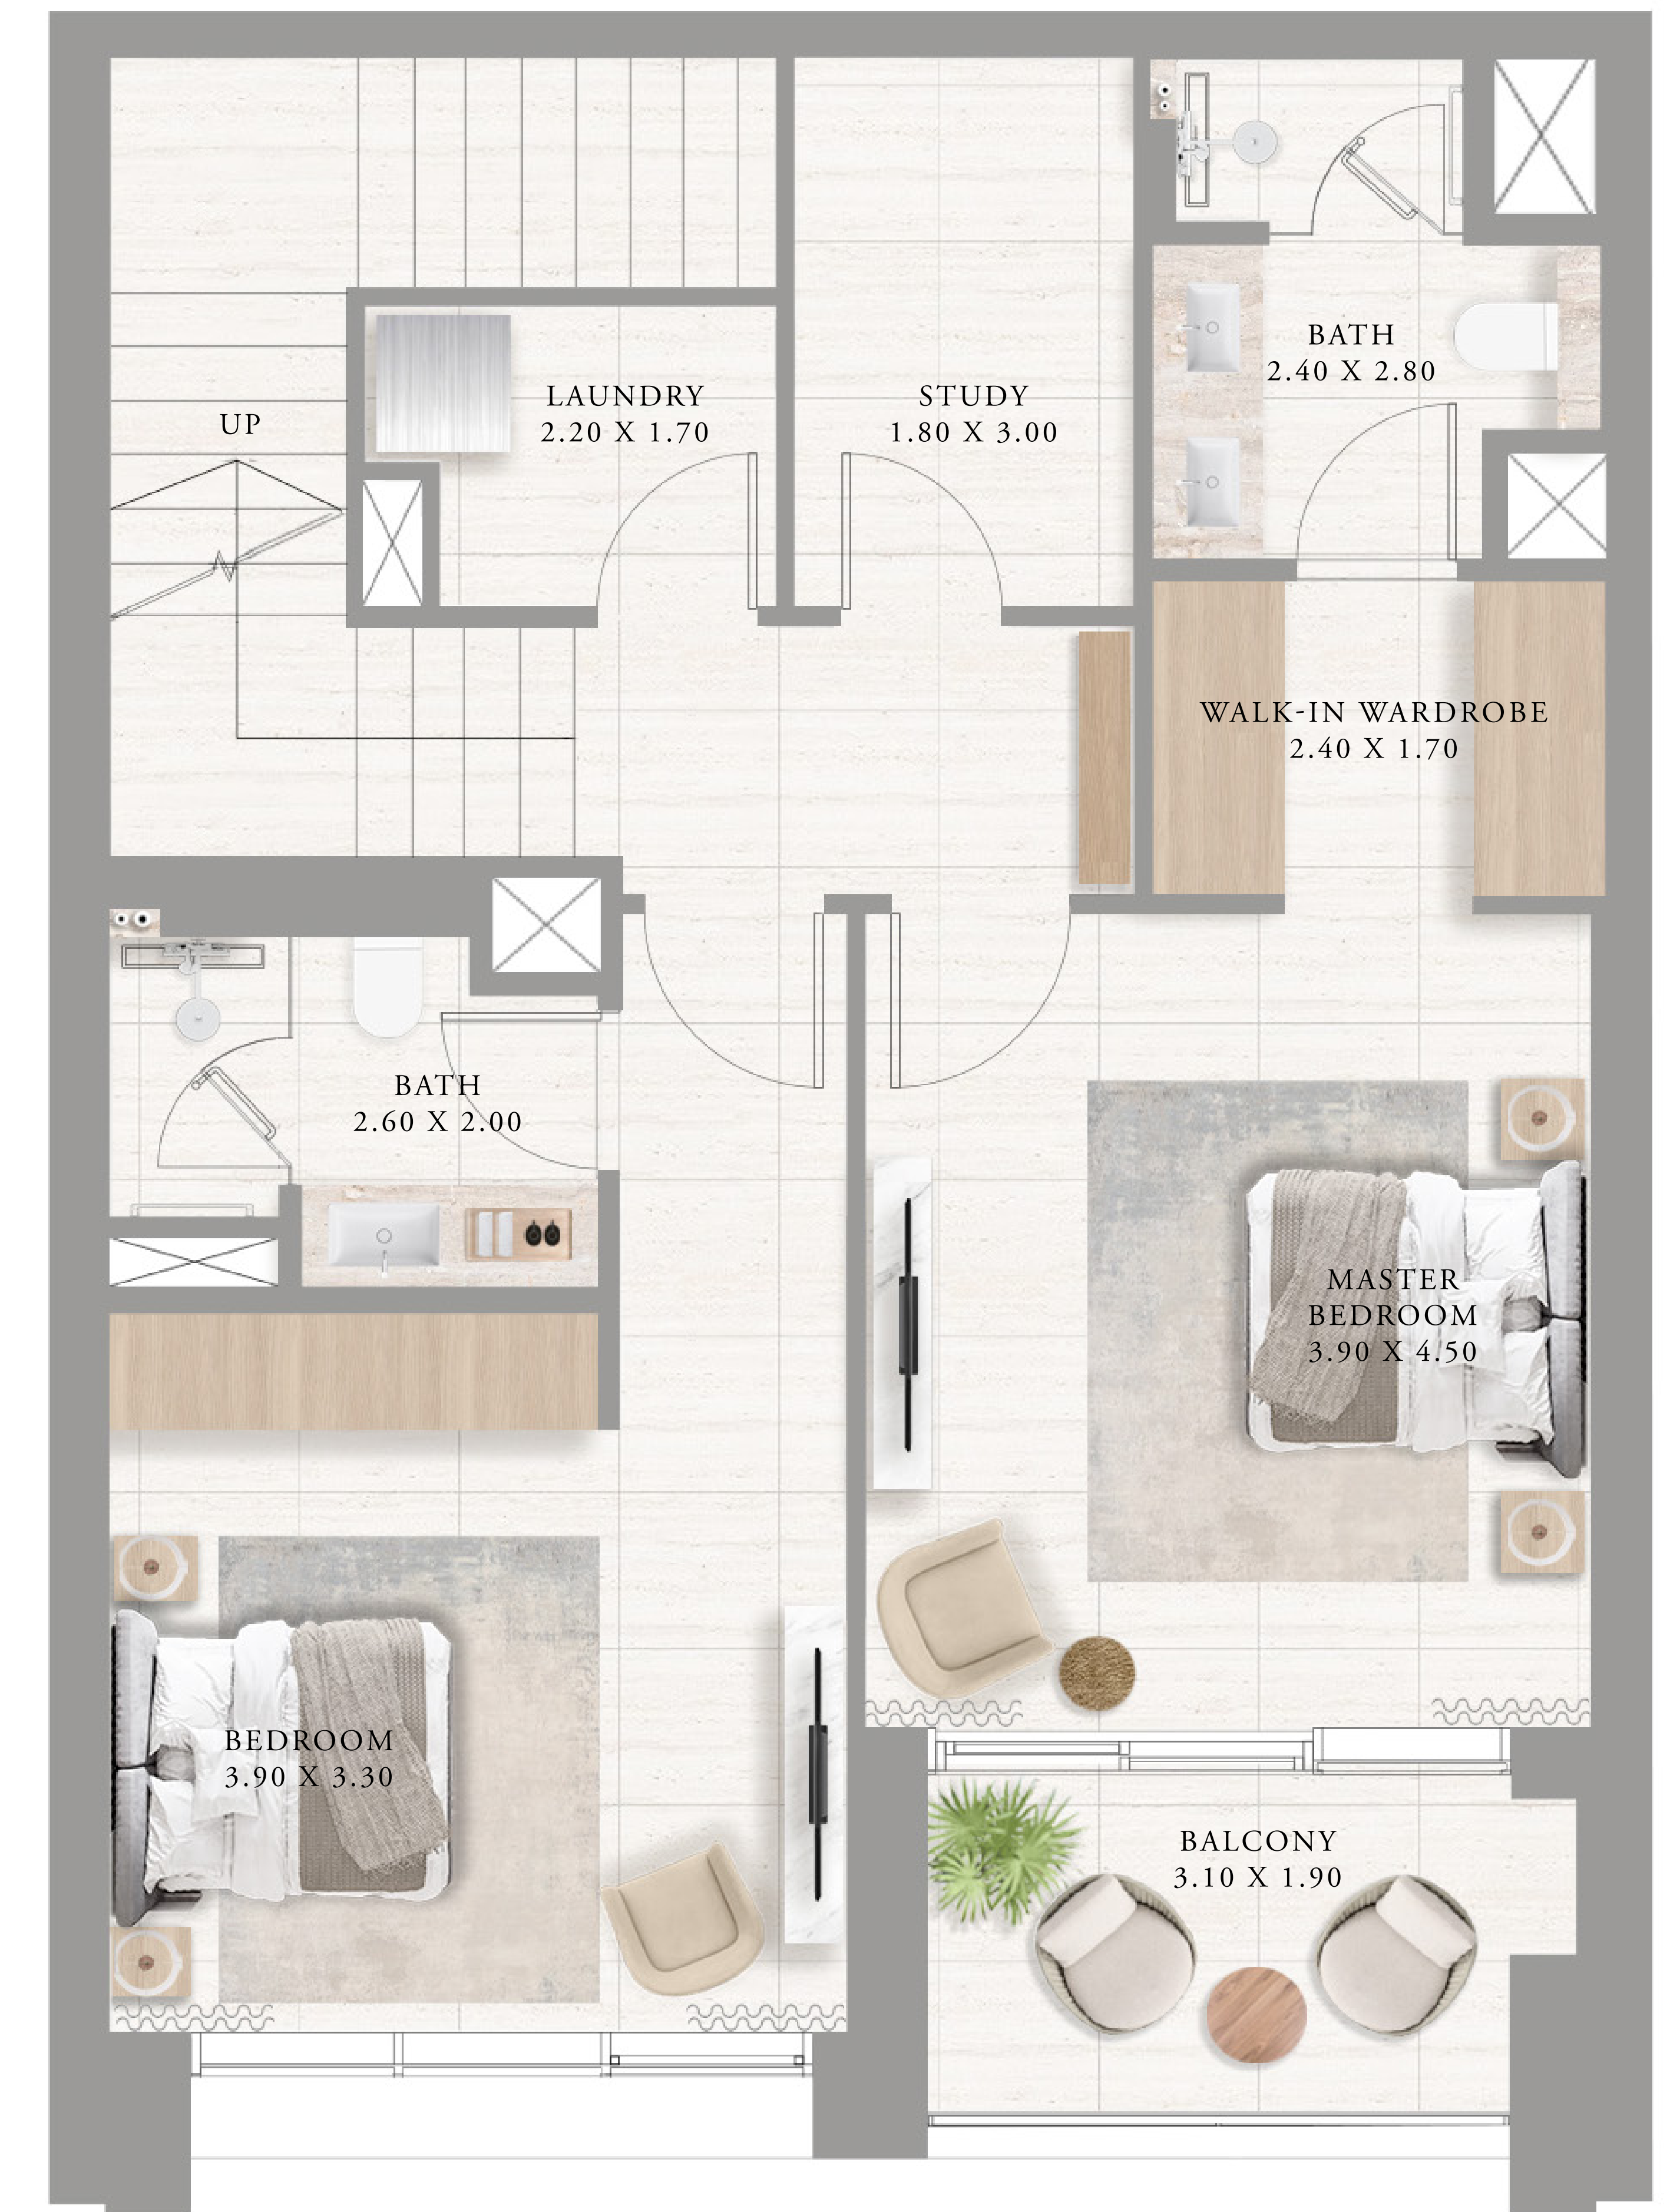 BATH
2.40 X 2.80
LAUNDRY
2.20 X 1.70
STUDY
1.80 X 3.00
UP
WALK-IN WARDROBE
2.40 X 1.70
BATH
2.60 X 2.00
MASTER
BEDROOM
3.90 X 4.50
BEDROOM
3.90 X 3.30
BALCONY
3.10 X 1.90